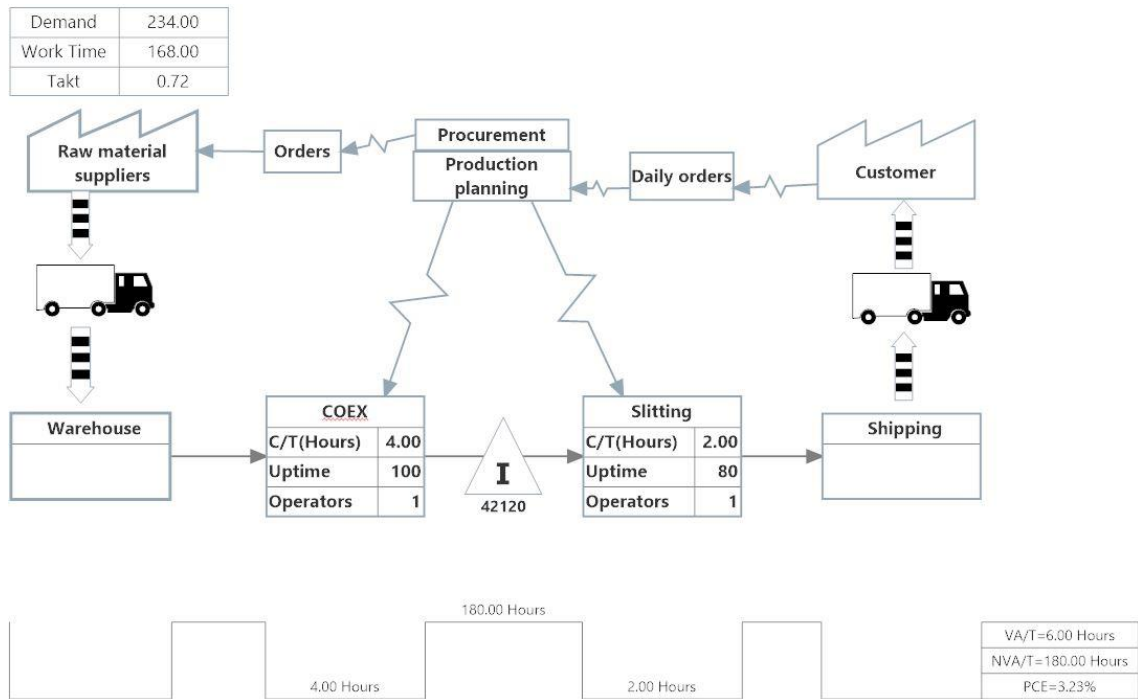 Demand 234.00
Work Time 168.00
Takt 0.72
Raw material
suppliers
Orders
Procurement
Production
planning
Daily orders
Customer
Warehouse
COEX
C/T(Hours) 4.00
Uptime 100
Operators 1
I
42120
Slitting
C/T(Hours) 2.00
Uptime 80
Operators 1
Shipping
180.00 Hours
4.00 Hours
2.00 Hours
VA/T=6.00 Hours
NVA/T=180.00 Hours
PCE=3.23%